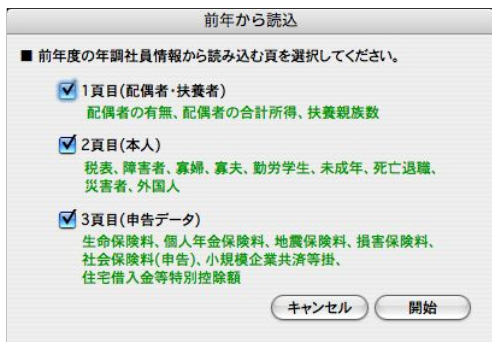 前年から読込
■ 前年度の年調社員情報から読み込む頁を選択してください。
1頁目(配偶者・扶養者)
配偶者の有無、配偶者の合計所得、扶養親族数
2頁目(本人)
税表、障害者、寡婦、寡夫、勤労学生、未成年、死亡退職、
災害者、外国人
3頁目(申告データ)
生命保険料、個人年金保険料、地震保険料、損害保険料、
社会保険料(申告)、小規模企業共済等掛、
住宅借入金等特別控除額
キャンセル 開始